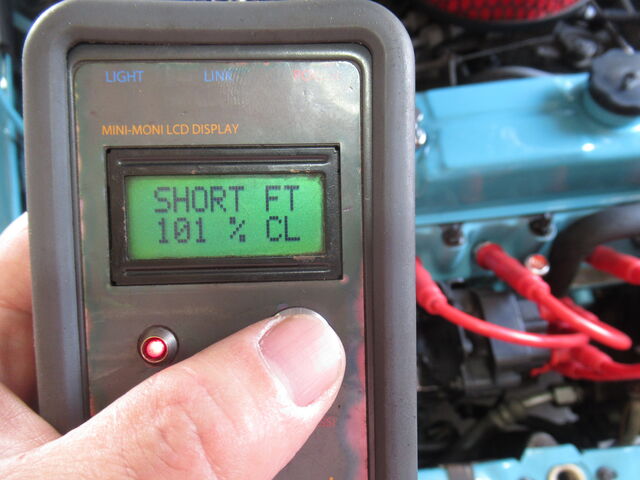 LIGHT LINK
MINI-MONI LCD DISPLAY
SHORT FT
101 % CL